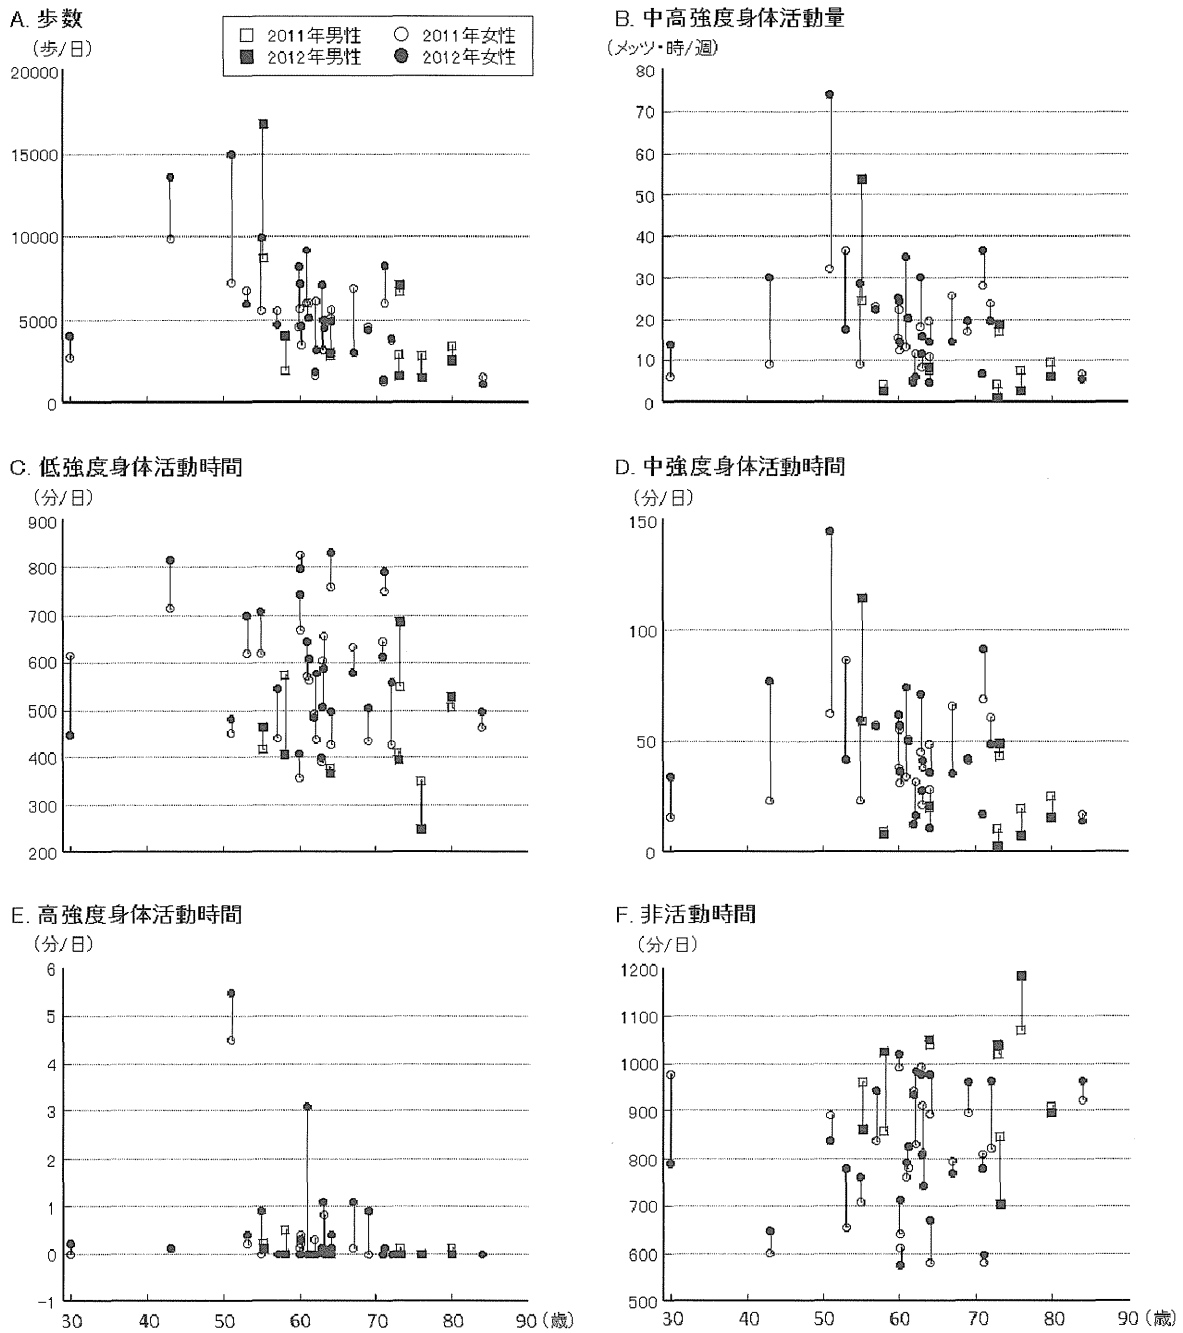 A. 歩数
(歩/日)
□ 2011年男性 ○ 2011年女性
■ 2012年男性 ● 2012年女性
20000
15000
10000
5000
0
B. 中高強度身体活動量
(メッツ・時/週)
80
70
60
50
40
30
20
10
0
30 40 50 60 70 80 90
C. 低強度身体活動時間
(分/日)
900
800
700
600
500
400
300
200
D. 中強度身体活動時間
(分/日)
150
100
50
0
E. 高強度身体活動時間
(分/日)
6
5
4
3
2
1
0
-1
30 40 50 60 70 80 90 (歳)
F. 非活動時間
(分/日)
1200
1100
1000
900
800
700
600
500
30 40 50 60 70 80 90 (歳)